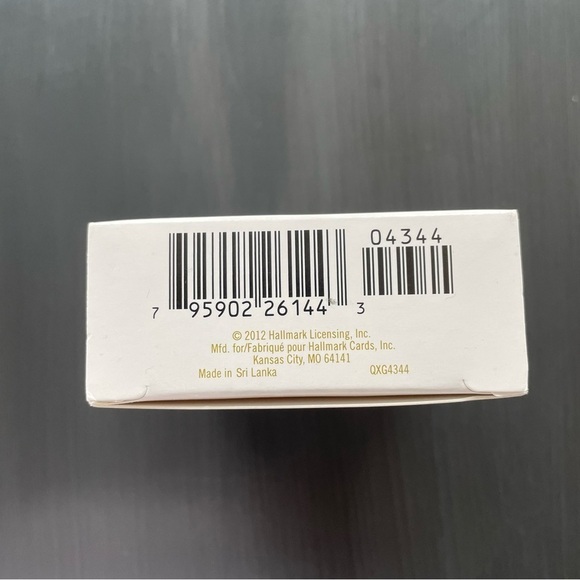 04344
7 95902 26144 3
© 2012 Hallmark Licensing, Inc.
Mfd. for/Fabriqué pour Hallmark Cards, Inc.
Kansas City, MO 64141
Made in Sri Lanka QXG4344